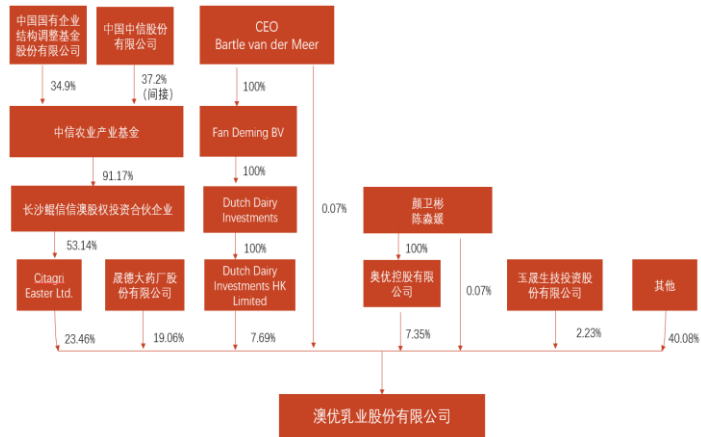 中国国有企业
结构调整基金
股份有限公司
中国中信股份
有限公司
CEO
Bartle van der Meer
34.9%
37.2%
（间接）
100%
中信农业产业基金
Fan Deming BV
91.17%
100%
长沙鲲信信澳股权投资合伙企业
Dutch Dairy
Investments
0.07%
颜卫彬
陈淼媛
53.14%
100%
100%
Citagri
Easter Ltd.
晟德大药厂股
份有限公司
Dutch Dairy
Investments HK
Limited
奥优控股有限
公司
0.07%
玉晟生技投资股
份有限公司
其他
23.46%
19.06%
7.69%
7.35%
2.23%
40.08%
澳优乳业股份有限公司